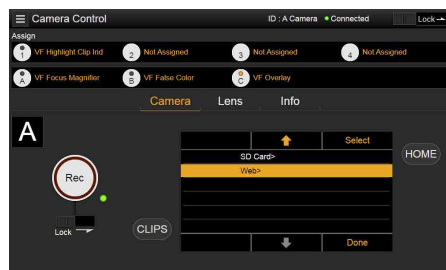 Camera Control
ID : A Camera
Connected
Lock
Assign
1 VF Highlight Clip Ind
2 Not Assigned
3 Not Assigned
4 Not Assigned
A VF Focus Magnifier
B VF False Color
C VF Overlay
Camera Lens Info
A
Select
SD Card>
HOME
Web>
Rec
Lock
CLIPS
Done